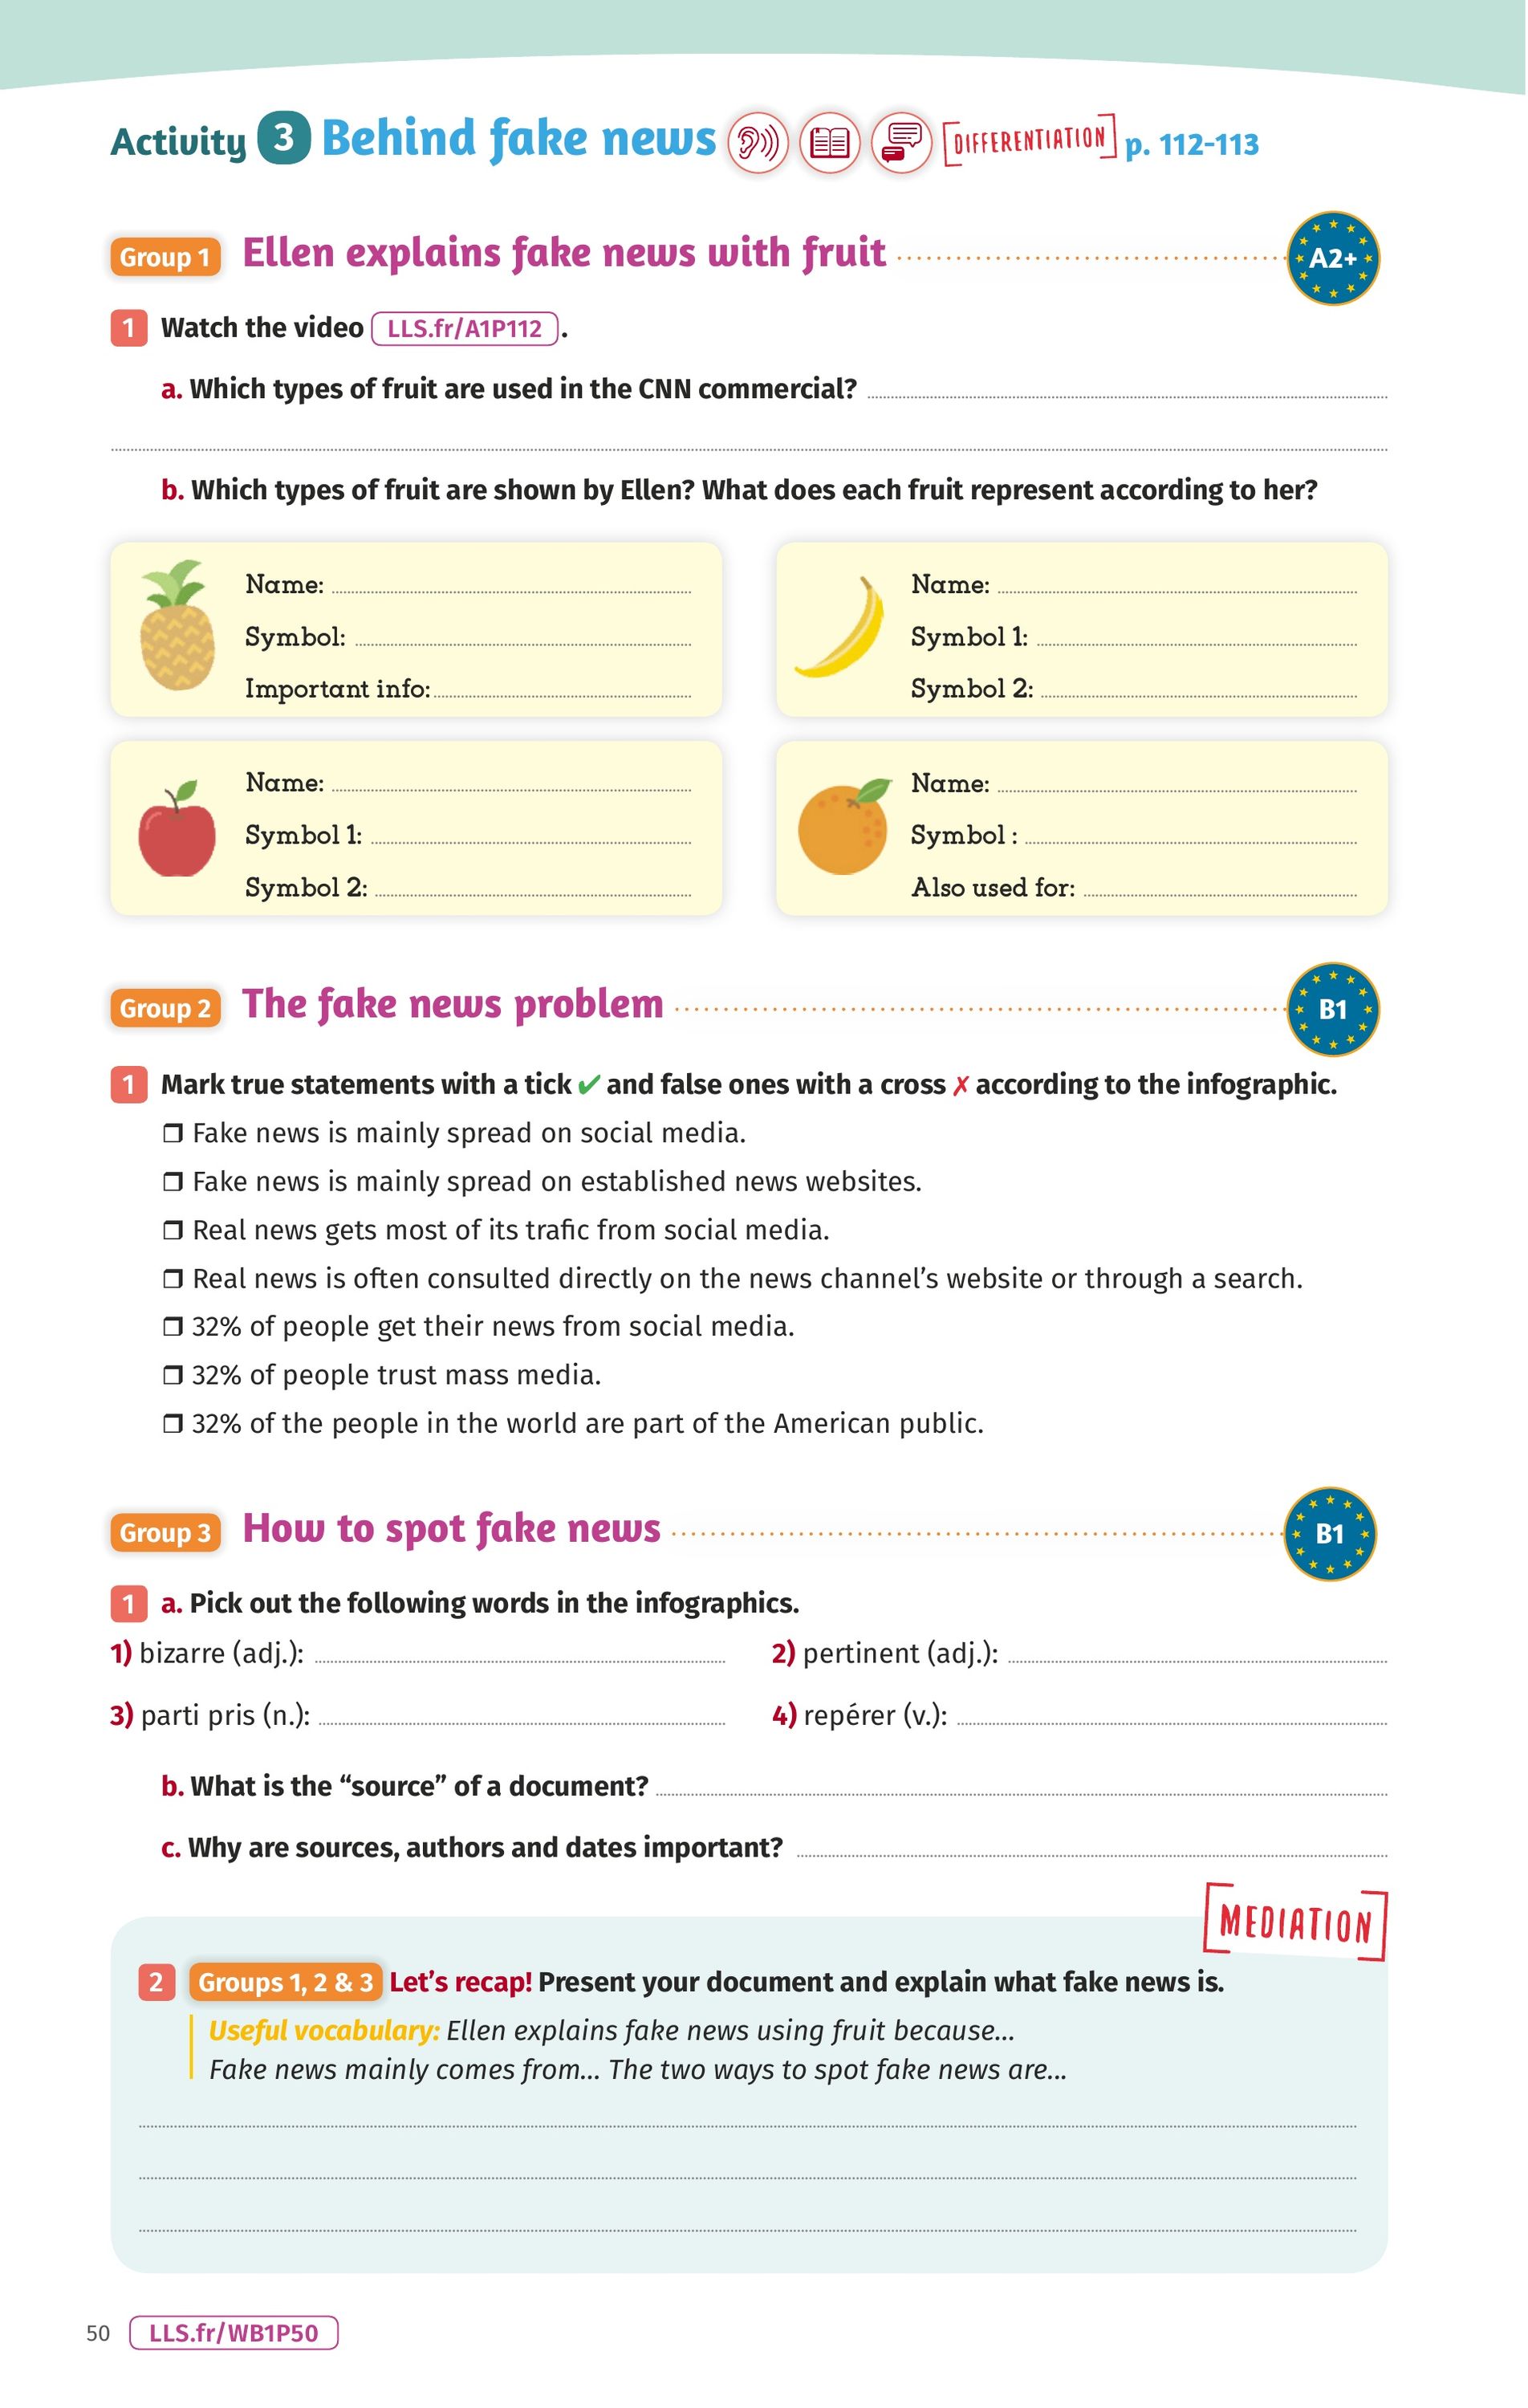 Activity 3 Behind fake news DIFFERENTIATION p. 112-113
Group 1 Ellen explains fake news with fruit A2+
1 Watch the video LLS.fr/A1P112 .
a. Which types of fruit are used in the CNN commercial?
b. Which types of fruit are shown by Ellen? What does each fruit represent according to her?
Name:
Symbol:
Important info:
Name:
Symbol 1:
Symbol 2:
Name:
Symbol 1:
Symbol 2:
Name:
Symbol :
Also used for:
Group 2 The fake news problem B1
1 Mark true statements with a tick ✔ and false ones with a cross ✗ according to the infographic.
❒ Fake news is mainly spread on social media.
❒ Fake news is mainly spread on established news websites.
❒ Real news gets most of its trafic from social media.
❒ Real news is often consulted directly on the news channel’s website or through a search.
❒ 32% of people get their news from social media.
❒ 32% of people trust mass media.
❒ 32% of the people in the world are part of the American public.
Group 3 How to spot fake news B1
1 a. Pick out the following words in the infographics.
1) bizarre (adj.): 2) pertinent (adj.):
3) parti pris (n.): 4) repérer (v.):
b. What is the “source” of a document?
c. Why are sources, authors and dates important?
MEDIATION
2 Groups 1, 2 & 3 Let’s recap! Present your document and explain what fake news is.
Useful vocabulary: Ellen explains fake news using fruit because...
Fake news mainly comes from... The two ways to spot fake news are...
50 LLS.fr/WB1P50